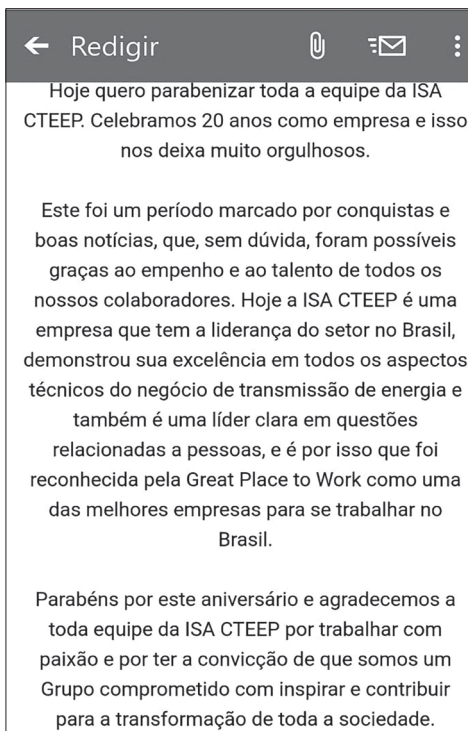 Redigir
Hoje quero parabenizar toda a equipe da ISA
CTEEP. Celebramos 20 anos como empresa e isso
nos deixa muito orgulhosos.
Este foi um período marcado por conquistas e
boas notícias, que, sem dúvida, foram possíveis
graças ao empenho e ao talento de todos os
nossos colaboradores. Hoje a ISA CTEEP é uma
empresa que tem a liderança do setor no Brasil,
demonstrou sua excelência em todos os aspectos
técnicos do negócio de transmissão de energia e
também é uma líder clara em questões
relacionadas a pessoas, e é por isso que foi
reconhecida pela Great Place to Work como uma
das melhores empresas para se trabalhar no
Brasil.
Parabéns por este aniversário e agradecemos a
toda equipe da ISA CTEEP por trabalhar com
paixão e por ter a convicção de que somos um
Grupo comprometido com inspirar e contribuir
para a transformação de toda a sociedade.